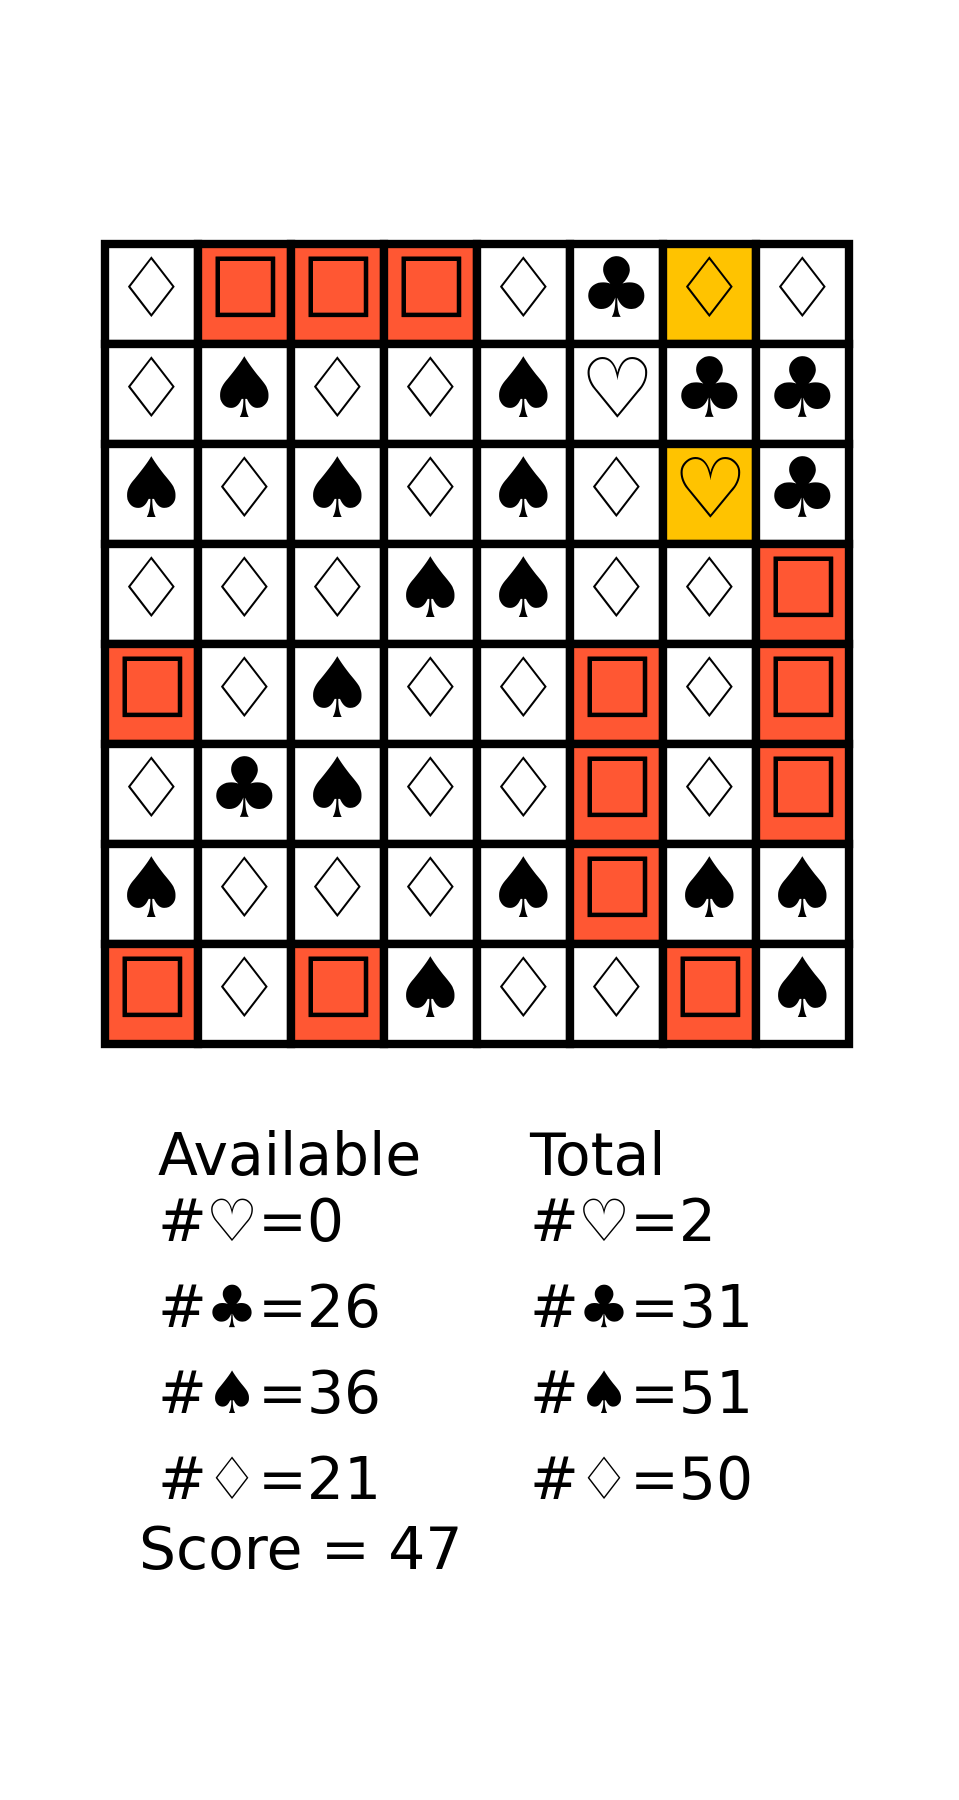 ♢ □ □ □ ♢ ♣ ♢ ♢
♢ ♠ ♢ ♢ ♠ ♡ ♣ ♣
♠ ♢ ♠ ♢ ♠ ♢ ♡ ♣
♢ ♢ ♢ ♠ ♠ ♢ ♢ □
□ ♢ ♠ ♢ ♢ □ ♢ □
♢ ♣ ♠ ♢ ♢ □ ♢ □
♠ ♢ ♢ ♢ ♠ □ ♠ ♠
□ ♢ □ ♠ ♢ ♢ □ ♠
Available Total
#♡=0 #♡=2
#♣=26 #♣=31
#♠=36 #♠=51
#♢=21 #♢=50
Score = 47